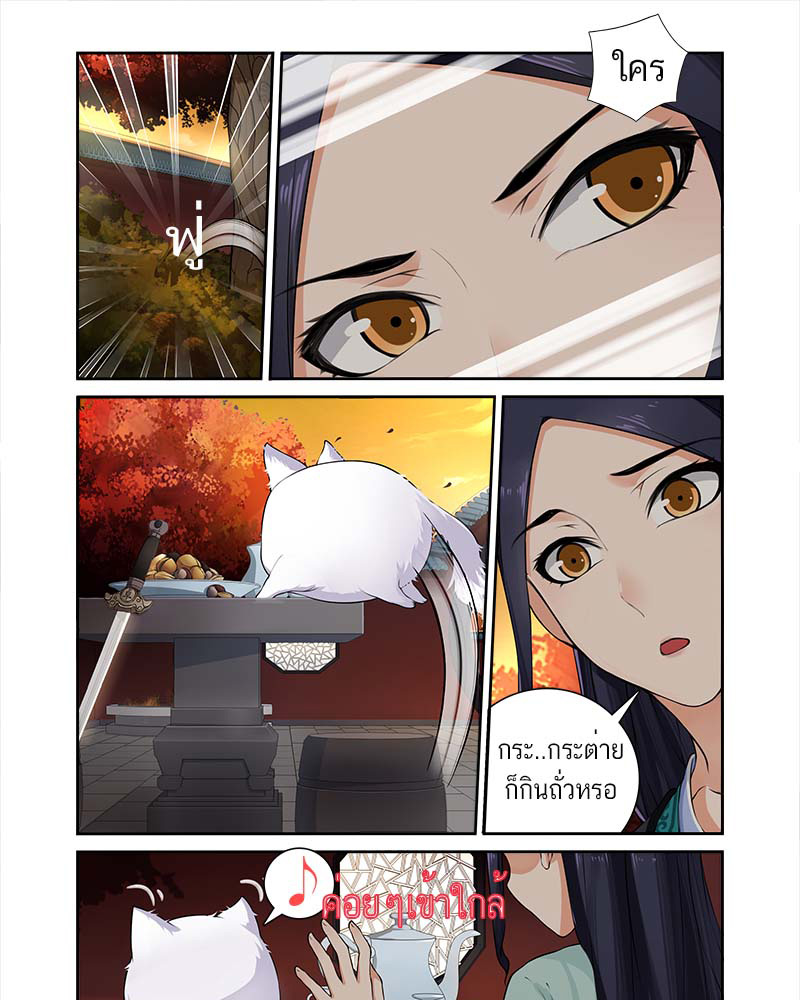 ใคร
ฟู่
กระ..กระต่าย
ก็กินถั่วหรอ
ค่อยๆเข้าใกล้